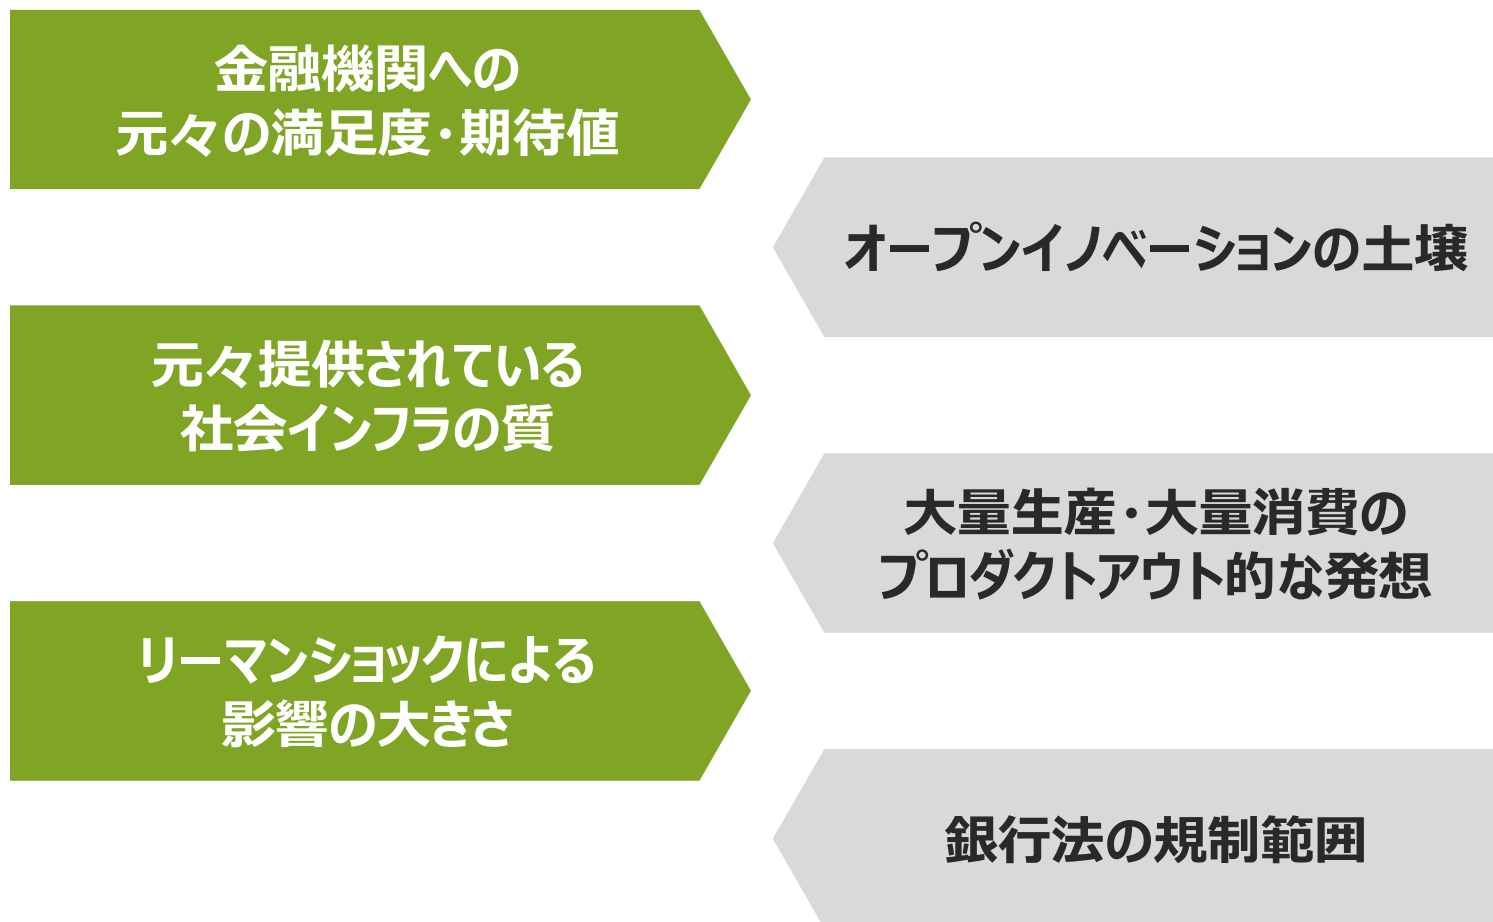 金融機関への
元々の満足度・期待値
オープンイノベーションの土壌
元々提供されている
社会インフラの質
大量生産・大量消費の
プロダクトアウト的な発想
リーマンショックによる
影響の大きさ
銀行法の規制範囲